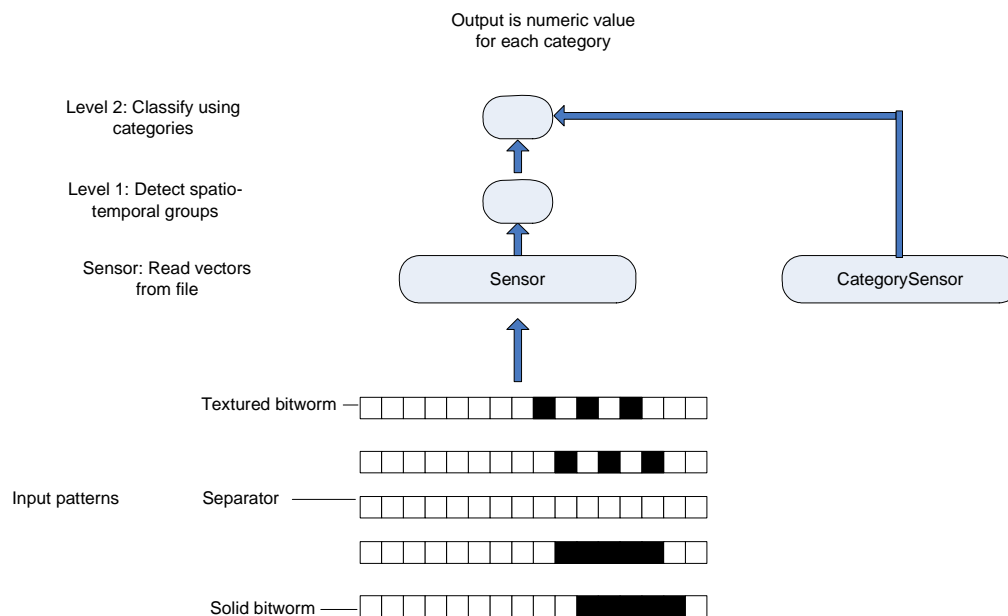 Output is numeric value
for each category
Level 2: Classify using
categories
Level 1: Detect spatio-
temporal groups
Sensor: Read vectors
from file
Sensor
CategorySensor
Textured bitworm
Input patterns
Separator
Solid bitworm